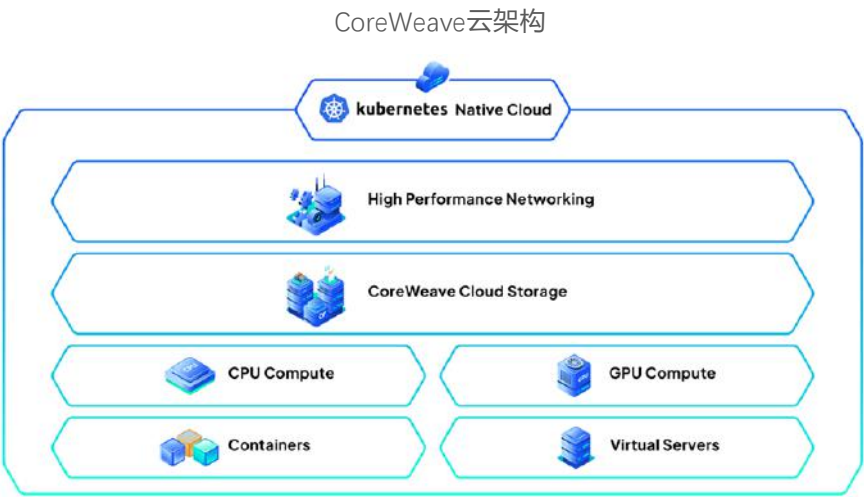 CoreWeave云架构
kubernetes Native Cloud
High Performance Networking
CoreWeave Cloud Storage
CPU Compute
GPU Compute
Containers
Virtual Servers